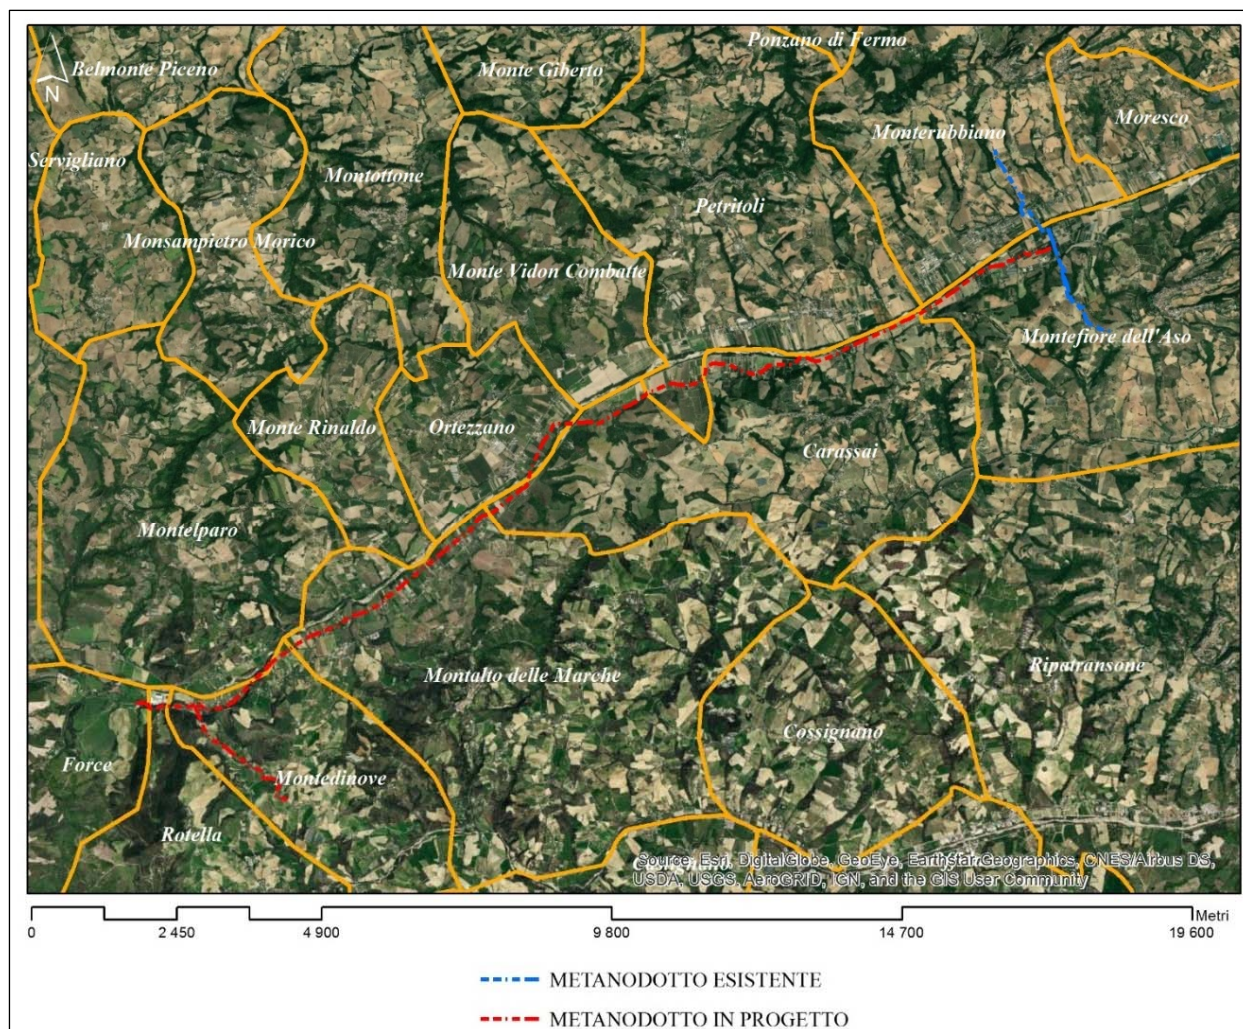 Ponzano di Fermo
Belmonte Piceno
Monte Giberto
N
Moresco
Monterubbiano
Servigliano
Montottone
Petritoli
Monsampietro Morico
Monte Vidon Combatte
Montefiore dell'Aso
Monte Rinaldo
Ortezzano
Carassai
Montelparo
Ripatransone
Montalto delle Marche
Cossignano
Force
Montedinove
Rotella
Source: Esri, DigitalGlobe, GeoEye, Earthstar Geographics, CNES/Airbus DS,
USDA, USGS, AeroGRID, IGN, and the GIS User Community
Metri
0 2 450 4 900 9 800 14 700 19 600
METANODOTTO ESISTENTE
METANODOTTO IN PROGETTO